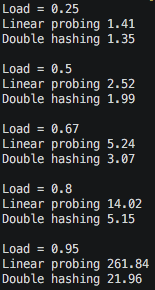 Load = 0.25
Linear probing 1.41
Double hashing 1.35
Load = 0.5
Linear probing 2.52
Double hashing 1.99
Load = 0.67
Linear probing 5.24
Double hashing 3.07
Load = 0.8
Linear probing 14.02
Double hashing 5.15
Load = 0.95
Linear probing 261.84
Double hashing 21.96